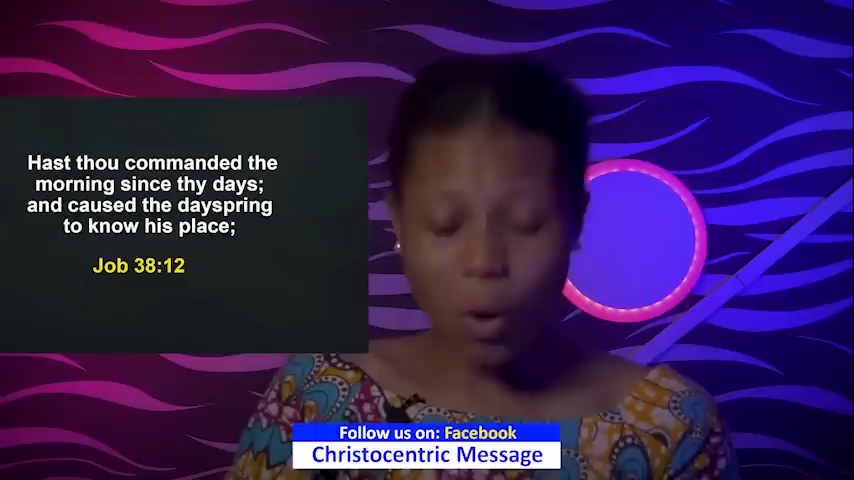 Hast thou commanded the
morning since thy days;
and caused the dayspring
to know his place;
Job 38:12
Follow us on: Facebook
Christocentric Message